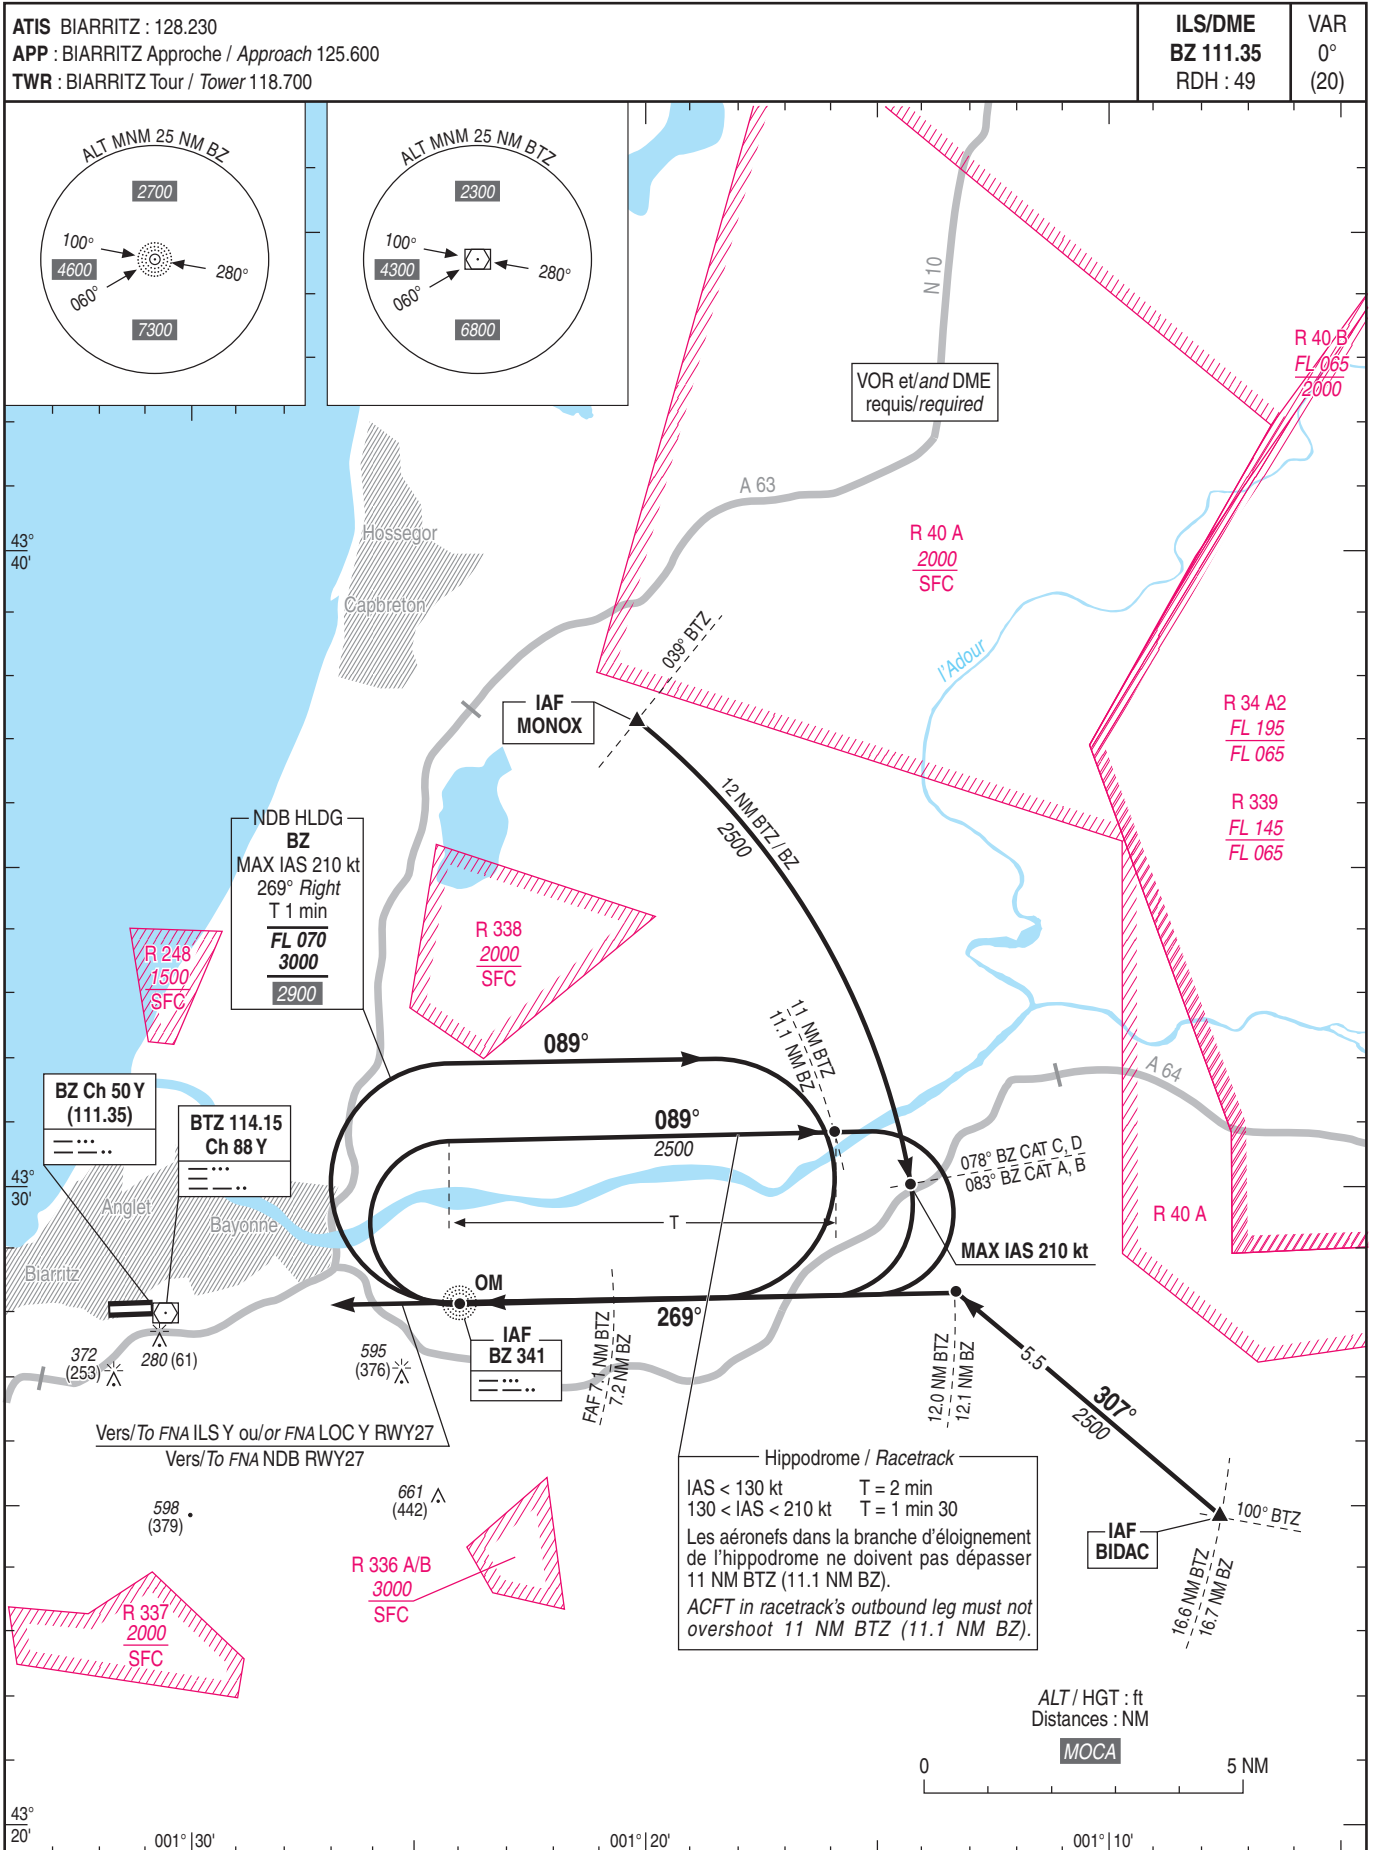 ATIS BIARRITZ : 128.230
APP : BIARRITZ Approche / Approach 125.600
TWR : BIARRITZ Tour / Tower 118.700
ILS/DME
BZ 111.35
RDH : 49
VAR
0°
(20)
ALT MNM 25 NM BZ
2700
100°
4600
060°
280°
7300
ALT MNM 25 NM BTZ
2300
100°
4300
060°
280°
6800
N 10
R 40 B
FL 065
2000
VOR et/and DME
requis/required
A 63
Hossegor
R 40 A
2000
SFC
43°
40'
Capbreton
039° BTZ
l'Adour
IAF
MONOX
R 34 A2
FL 195
FL 065
R 339
FL 145
FL 065
12 NM BTZ / BZ
2500
NDB HLDG
BZ
MAX IAS 210 kt
269° Right
T 1 min
FL 070
3000
2900
R 338
2000
SFC
R 248
1500
SFC
11 NM BTZ
11.1 NM BZ
089°
A 64
BZ Ch 50 Y
(111.35)
BTZ 114.15
Ch 88 Y
089°
2500
078° BZ CAT C, D
083° BZ CAT A, B
43°
30'
Anglet
Bayonne
T
R 40 A
MAX IAS 210 kt
Biarritz
OM
269°
IAF
BZ 341
FAF 7.1 NM BTZ
7.2 NM BZ
12.0 NM BTZ
12.1 NM BZ
5.5
307°
2500
372
(253)
280 (61)
595
(376)
Vers/To FNA ILS Y ou/or FNA LOC Y RWY27
Vers/To FNA NDB RWY27
Hippodrome / Racetrack
IAS < 130 kt T = 2 min
130 < IAS < 210 kt T = 1 min 30
Les aéronefs dans la branche d'éloignement
de l'hippodrome ne doivent pas dépasser
11 NM BTZ (11.1 NM BZ).
ACFT in racetrack's outbound leg must not
overshoot 11 NM BTZ (11.1 NM BZ).
598
(379)
661
(442)
100° BTZ
IAF
BIDAC
16.6 NM BTZ
16.7 NM BZ
R 336 A/B
3000
SFC
R 337
2000
SFC
ALT / HGT : ft
Distances : NM
MOCA
0 5 NM
43°
20'
001° 30'
001° 20'
001° 10'